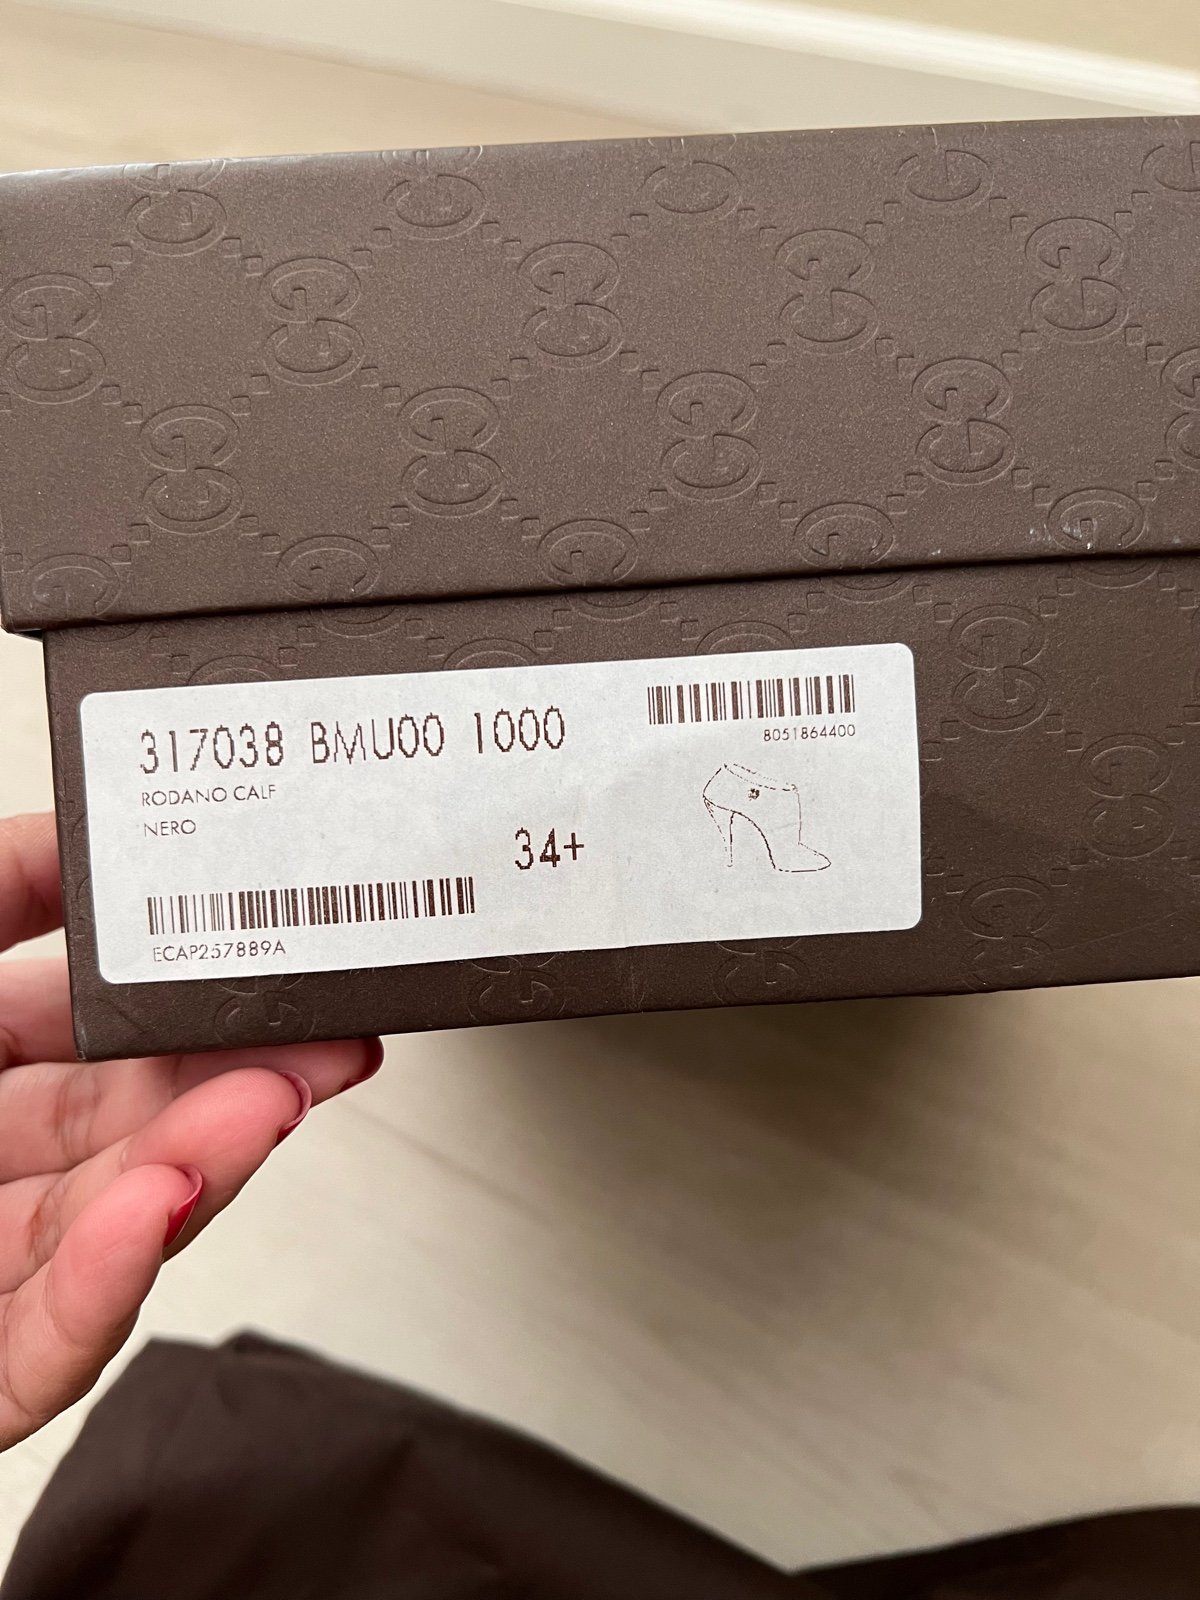 317038 BMU00 1000
8051864400
RODANO CALF
NERO
34+
ECAP257889A